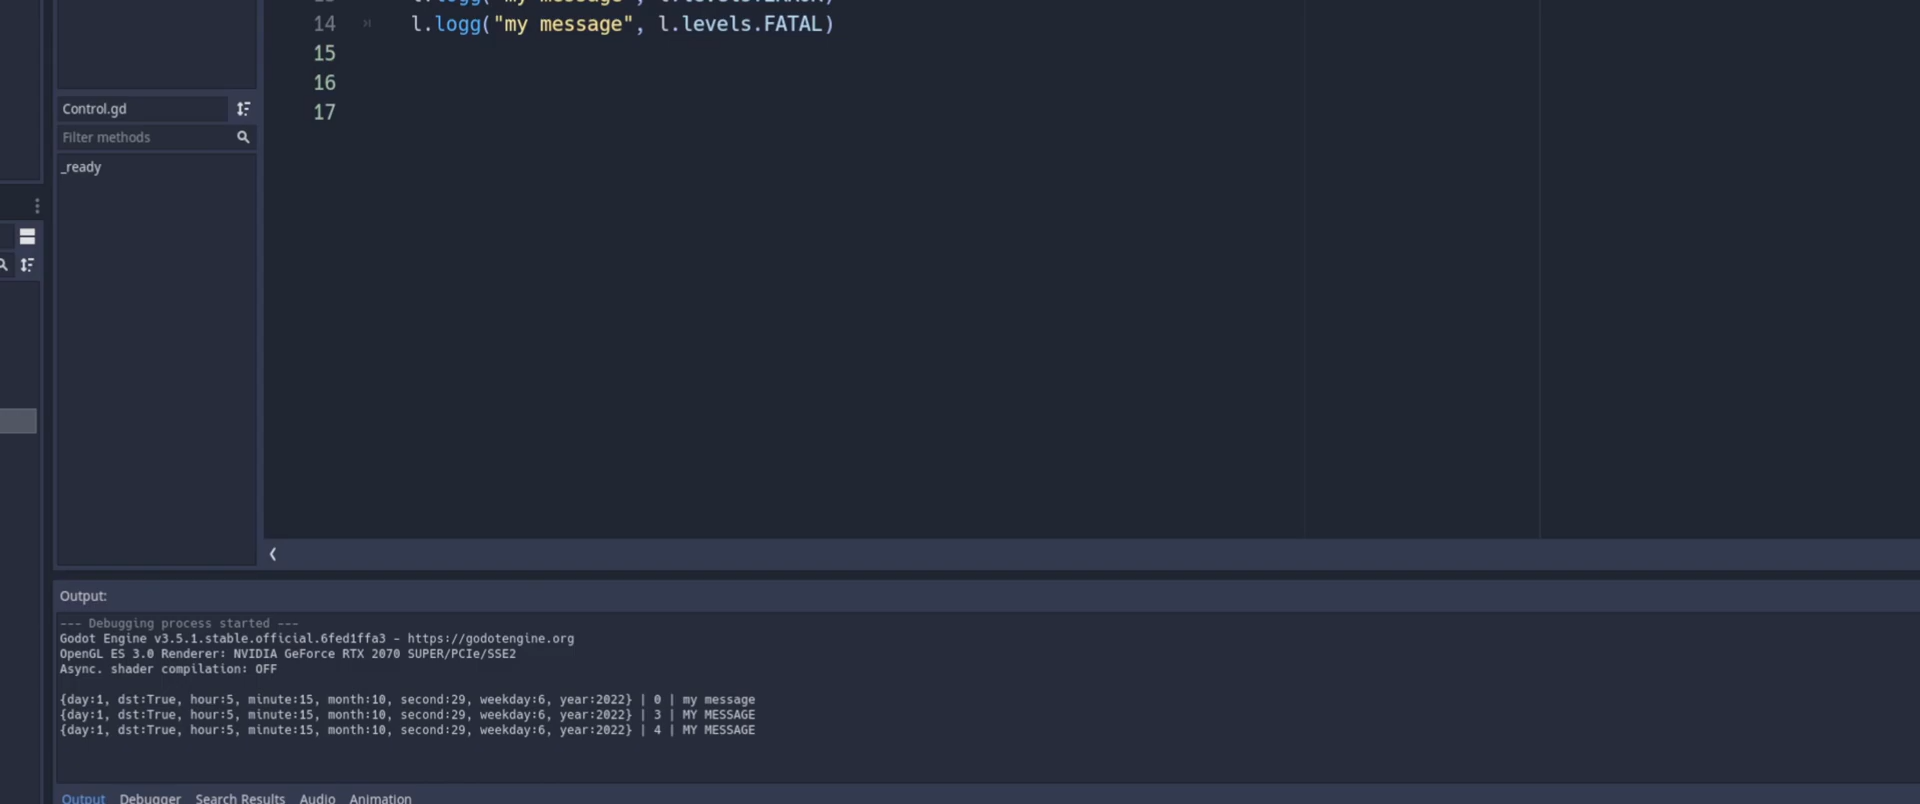 14 l.logg("my message", l.levels.FATAL)
15
16
17
Control.gd
Filter methods
_ready
Output:
--- Debugging process started ---
Godot Engine v3.5.1.stable.official.6fed1ffa3 - https://godotengine.org
OpenGL ES 3.0 Renderer: NVIDIA GeForce RTX 2070 SUPER/PCIe/SSE2
Async. shader compilation: OFF
{day:1, dst:True, hour:5, minute:15, month:10, second:29, weekday:6, year:2022} | 0 | my message
{day:1, dst:True, hour:5, minute:15, month:10, second:29, weekday:6, year:2022} | 3 | MY MESSAGE
{day:1, dst:True, hour:5, minute:15, month:10, second:29, weekday:6, year:2022} | 4 | MY MESSAGE
Output Debugger Search Results Audio Animation